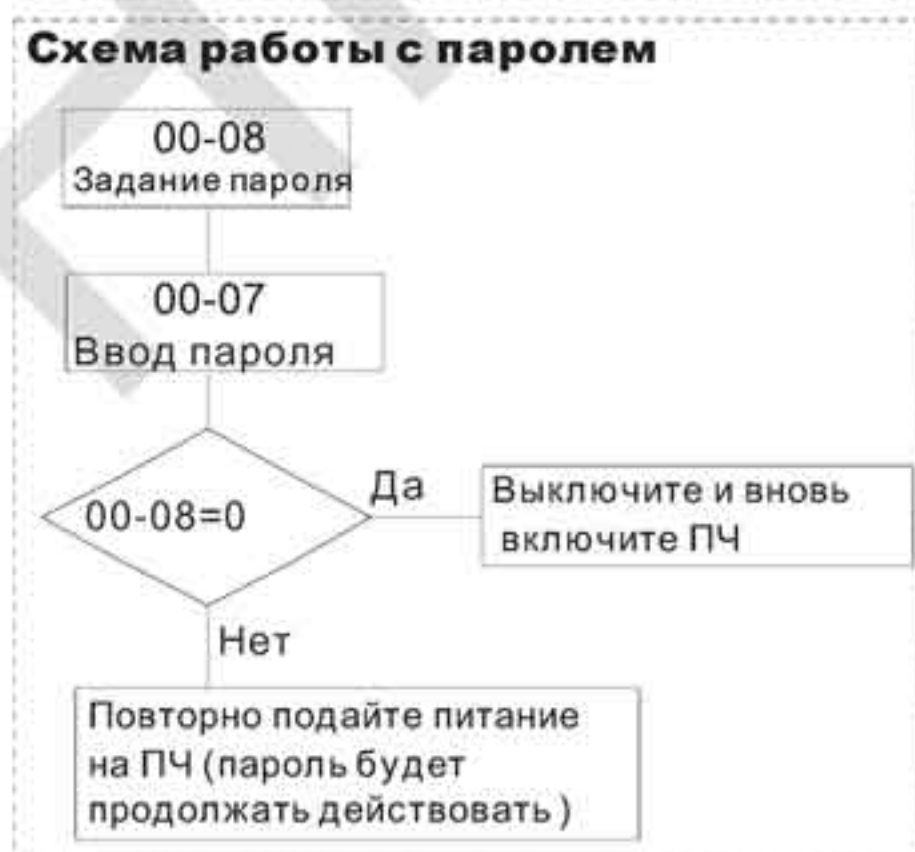 Схема работы с паролем
00-08
Задание пароля
00-07
Ввод пароля
00-08=0
Да
Выключите и вновь
включите ПЧ
Нет
Повторно подайте питание
на ПЧ (пароль будет
продолжать действовать )